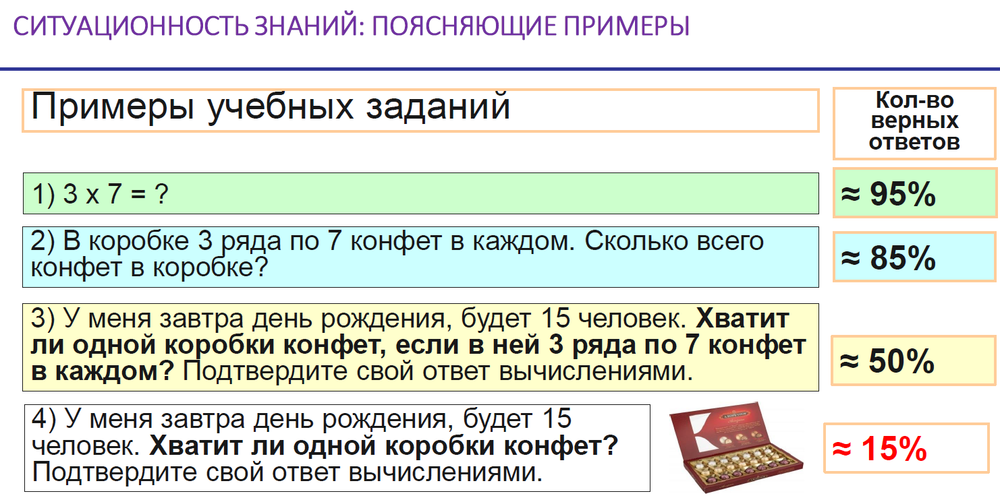 СИТУАЦИОННОСТЬ ЗНАНИЙ: ПОЯСНЯЮЩИЕ ПРИМЕРЫ
Примеры учебных заданий
Кол-во
верных
ответов
1) 3 х 7 = ?
≈ 95%
2) В коробке 3 ряда по 7 конфет в каждом. Сколько всего
конфет в коробке?
≈ 85%
3) У меня завтра день рождения, будет 15 человек. Хватит
ли одной коробки конфет, если в ней 3 ряда по 7 конфет
в каждом? Подтвердите свой ответ вычислениями.
≈ 50%
4) У меня завтра день рождения, будет 15
человек. Хватит ли одной коробки конфет?
Подтвердите свой ответ вычислениями.
≈ 15%